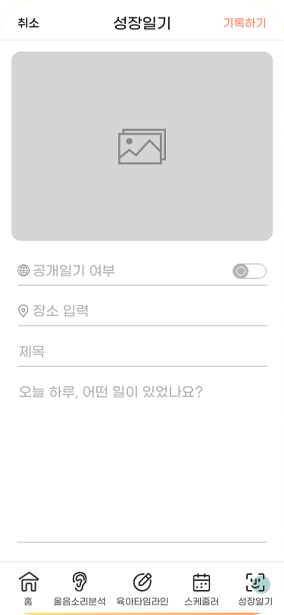 취소 성장일기 기록하기
공개일기 여부
장소 입력
제목
오늘 하루, 어떤 일이 있었나요?
홈 울음소리분석 육아타임라인 스케줄러 성장일기